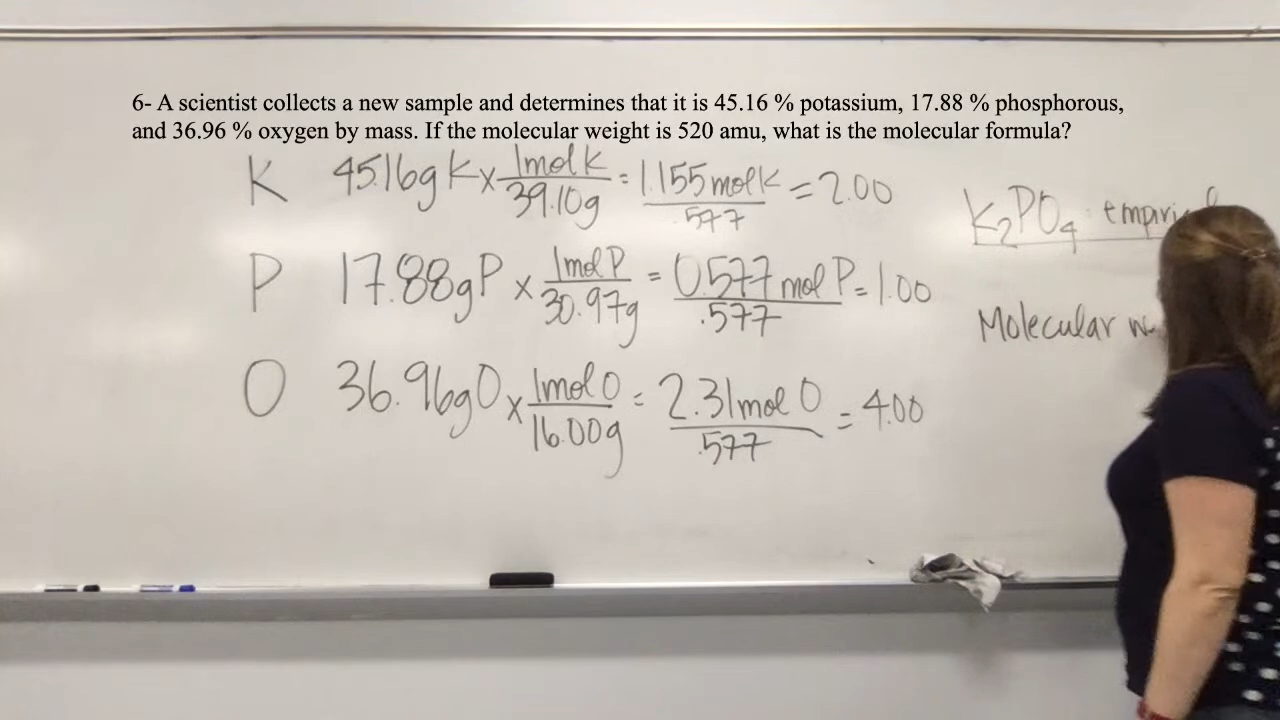 6- A scientist collects a new sample and determines that it is 45.16 % potassium, 17.88 % phosphorous,
and 36.96 % oxygen by mass. If the molecular weight is 520 amu, what is the molecular formula?
K 45.16g K x 1mol K / 39.10g = 1.155 mol K / .577 = 2.00
P 17.88g P x 1mol P / 30.97g = 0.577 mol P / .577 = 1.00
O 36.96g O x 1mol O / 16.00g = 2.31 mol O / .577 = 4.00
K₂PO₄ :
Molecular